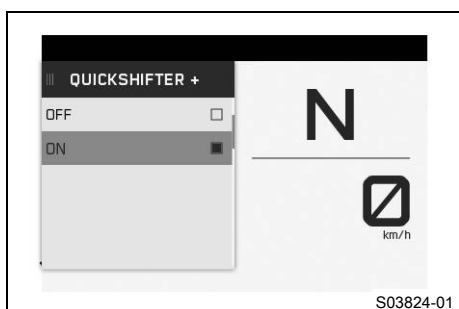 QUICKSHIFTER +
OFF
ON
N
0
km/h
S03824-01